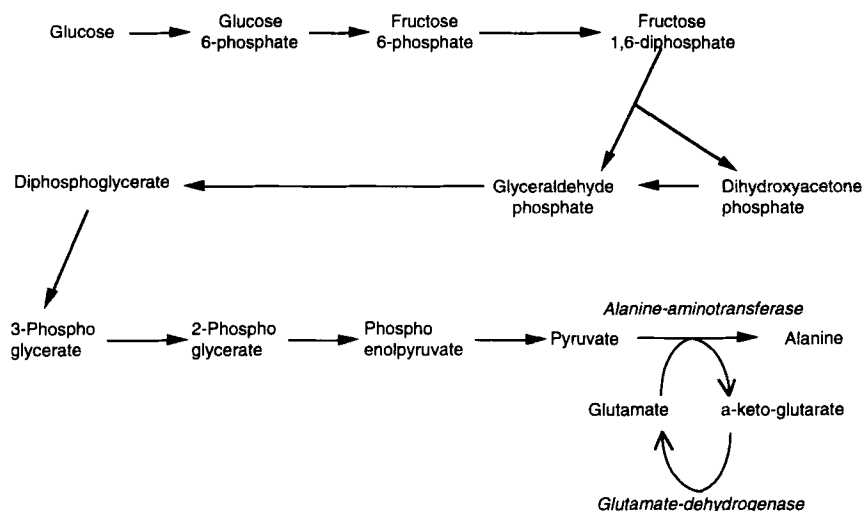 Glucose
Glucose
6-phosphate
Fructose
6-phosphate
Fructose
1,6-diphosphate
Diphosphoglycerate
Glyceraldehyde
phosphate
Dihydroxyacetone
phosphate
3-Phospho
glycerate
2-Phospho
glycerate
Phospho
enolpyruvate
Pyruvate
Alanine-aminotransferase
Alanine
Glutamate
a-keto-glutarate
Glutamate-dehydrogenase